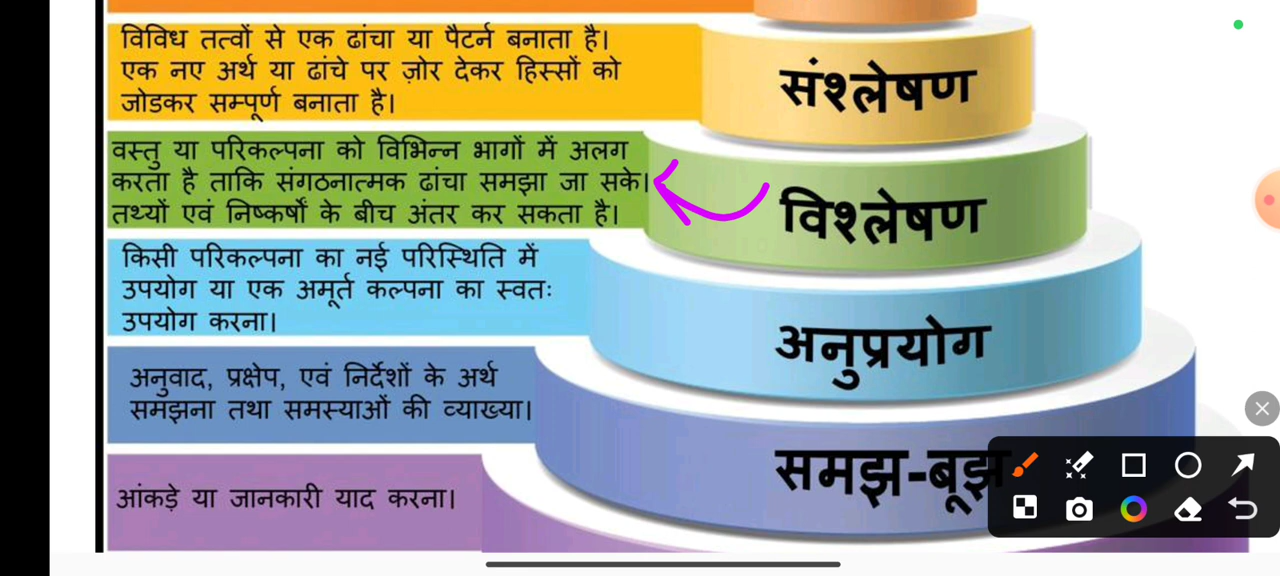 विविध तत्वों से एक ढांचा या पैटर्न बनाता है।
एक नए अर्थ या ढांचे पर ज़ोर देकर हिस्सों को
जोडकर सम्पूर्ण बनाता है।
संश्लेषण
वस्तु या परिकल्पना को विभिन्न भागों में अलग
करता है ताकि संगठनात्मक ढांचा समझा जा सके।
तथ्यों एवं निष्कर्षों के बीच अंतर कर सकता है।
विश्लेषण
किसी परिकल्पना का नई परिस्थिति में
उपयोग या एक अमूर्त कल्पना का स्वतः
उपयोग करना।
अनुप्रयोग
अनुवाद, प्रक्षेप, एवं निर्देशों के अर्थ
समझना तथा समस्याओं की व्याख्या।
समझ-बूझ
आंकड़े या जानकारी याद करना।